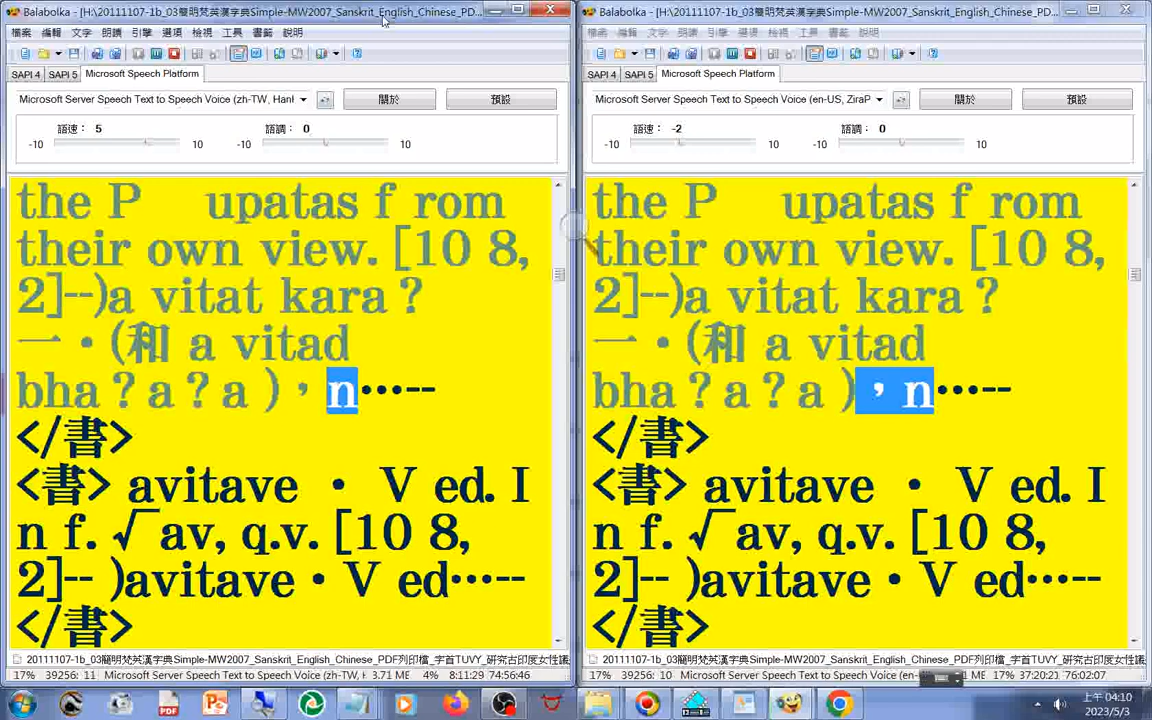 Balabolka - [H:\20111107-1b_03簡明梵英漢字典Simple-MW2007_Sanskrit_English_Chinese_PD...
檔案 編輯 文字 朗讀 引擎 選項 檢視 工具 書籤 說明
SAPI 4 SAPI 5 Microsoft Speech Platform
Microsoft Server Speech Text to Speech Voice (zh-TW, HanH 關於 預設
語速： 5 語調： 0
-10 10 -10 10
the P upatas f rom
their own view. [10 8,
2]--)a vitat kara？
一・(和 a vitad
bha？a？a )，n…--
</書>
<書> avitave ・ V ed. I
n f. √av, q.v. [10 8,
2]-- )avitave・V ed…--
</書>
20111107-1b_03簡明梵英漢字典Simple-MW2007_Sanskrit_English_Chinese_PDF列印檔_字首TUVY_研究古印度女性議
17% 39256: 11 Microsoft Server Speech Text to Speech Voice (zh-TW, H 3.71 ME 4% 8:11:29 74:56:46
Balabolka - [H:\20111107-1b_03簡明梵英漢字典Simple-MW2007_Sanskrit_English_Chinese_PD...
檔案 編輯 文字 朗讀 引擎 選項 檢視 工具 書籤 說明
SAPI 4 SAPI 5 Microsoft Speech Platform
Microsoft Server Speech Text to Speech Voice (en-US, ZiraP 關於 預設
語速： -2 語調： 0
-10 10 -10 10
the P upatas f rom
their own view. [10 8,
2]--)a vitat kara？
一・(和 a vitad
bha？a？a )，n…--
</書>
<書> avitave ・ V ed. I
n f. √av, q.v. [10 8,
2]-- )avitave・V ed…--
</書>
20111107-1b_03簡明梵英漢字典Simple-MW2007_Sanskrit_English_Chinese_PDF列印檔_字首TUVY_研究古印度女性議
17% 39256: 10 Microsoft Server Speech Text to Speech Voice ME 17% 37:20:21 76:02:07
PDF
上午 04:10
2023/5/3